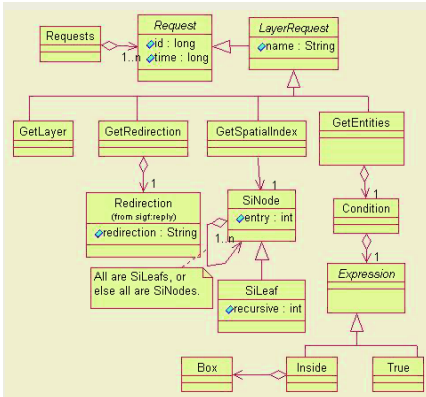 Request
id : long
time : long
Requests
1..n
LayerRequest
name : String
GetLayer
GetRedirection
GetSpatialIndex
GetEntities
1
1
1
Redirection
(from sigf:reply)
redirection : String
SiNode
entry : int
Condition
1..n
1
All are SiLeafs, or
else all are SiNodes.
SiLeaf
recursive : int
Expression
Box
Inside
True